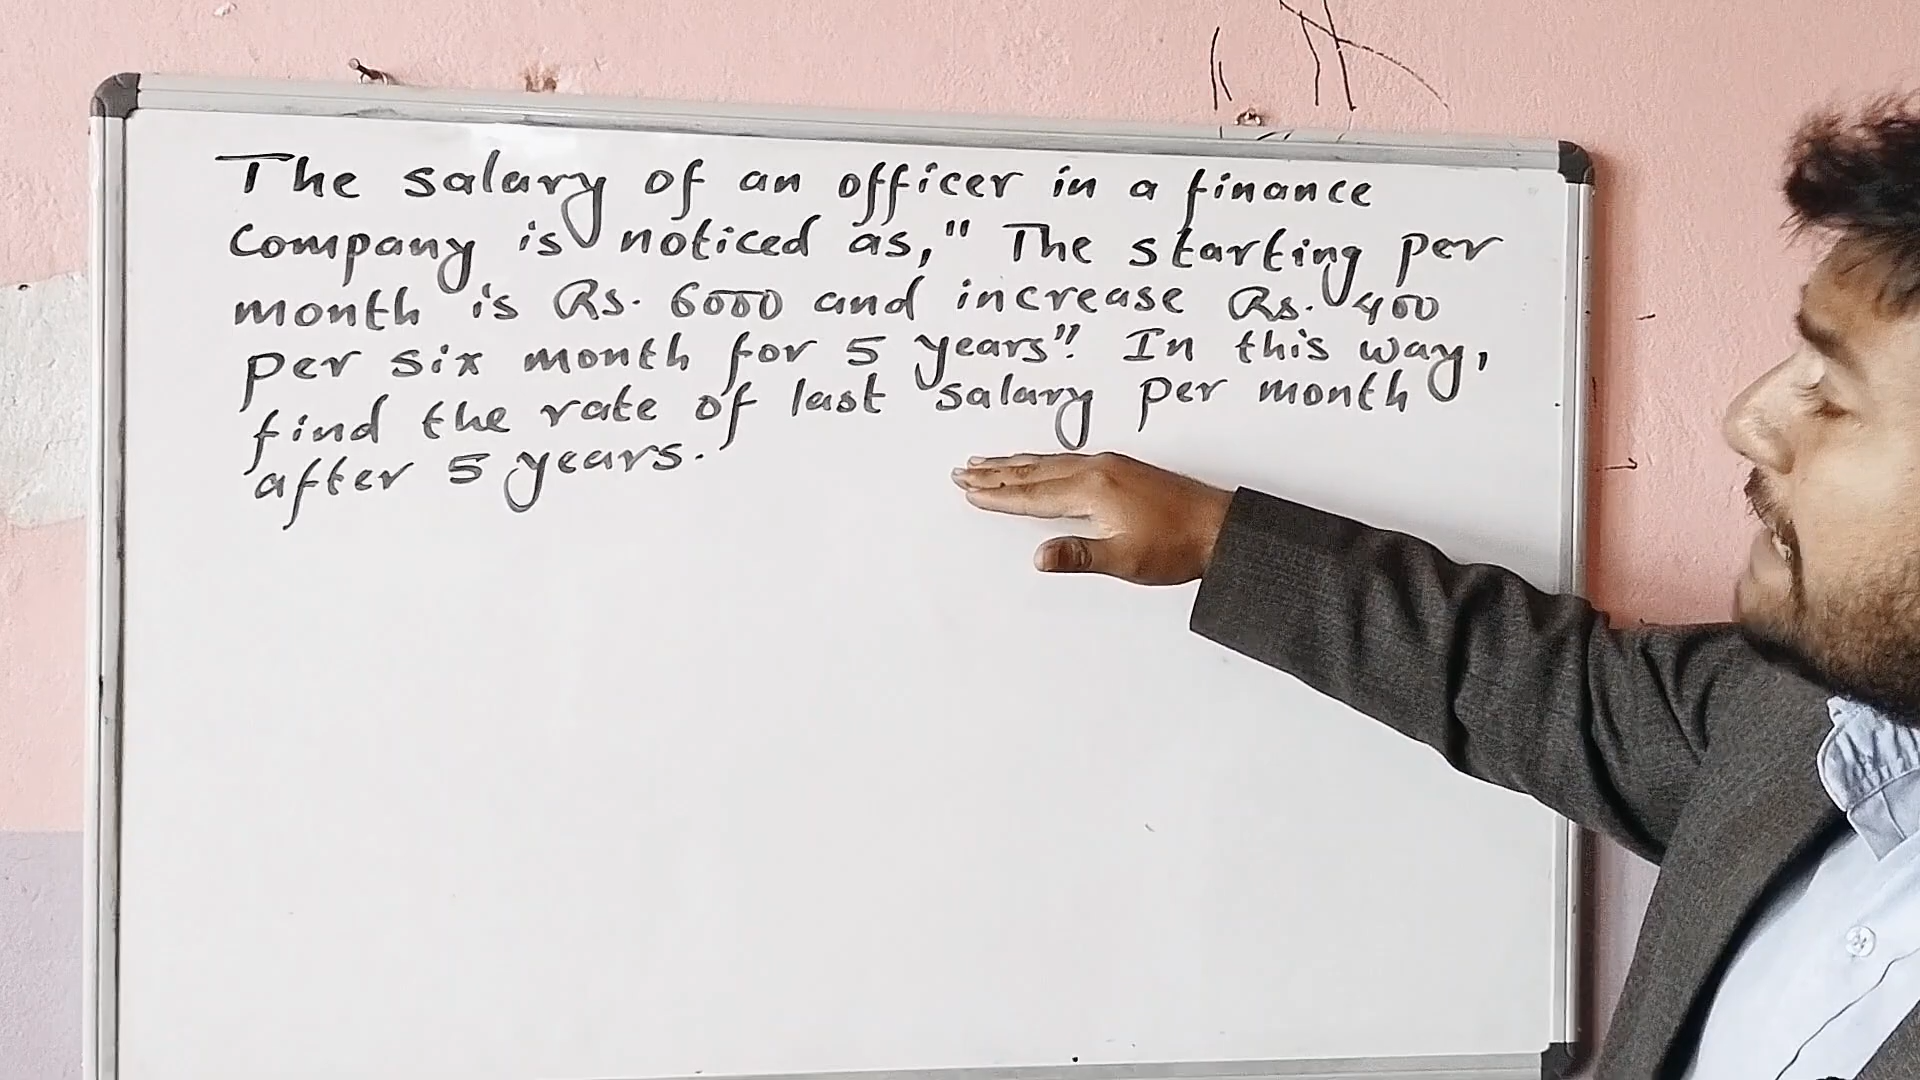 The salary of an officer in a finance
company is noticed as," The starting per
month is Rs. 6000 and increase Rs. 400
per six month for 5 years"! In this way,
find the rate of last salary per month
after 5 years.